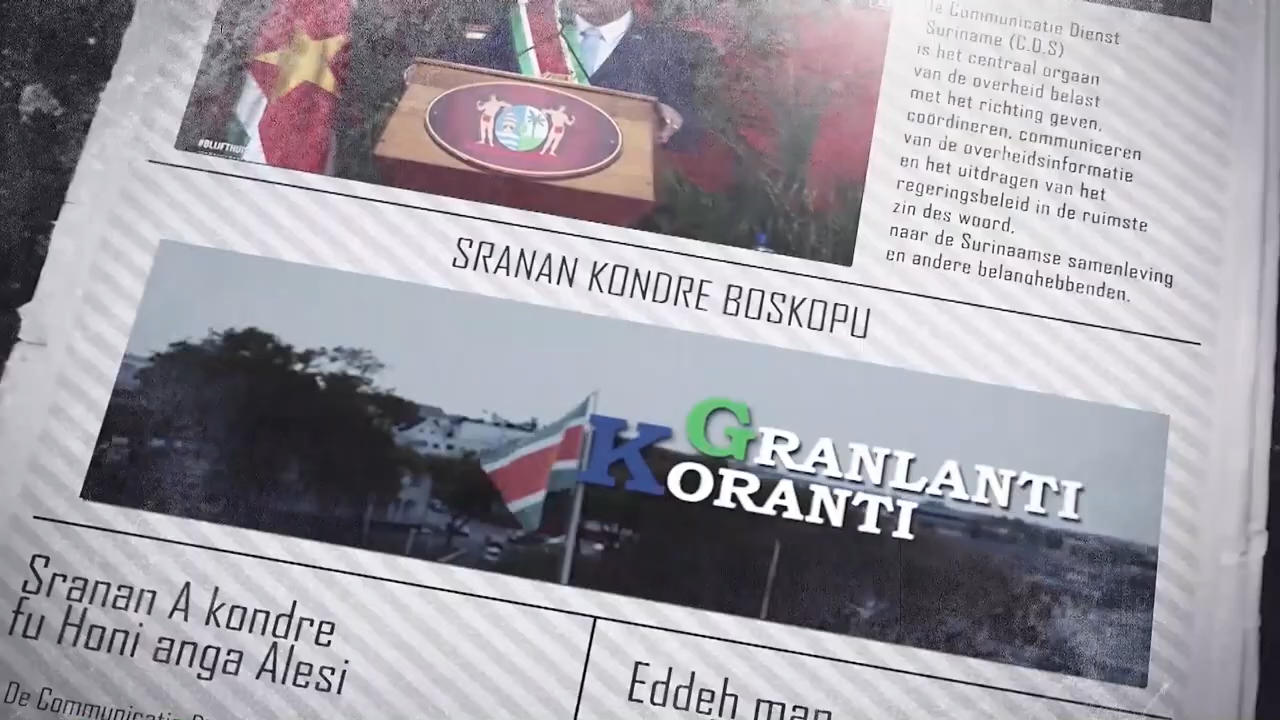 De Communicatie Dienst
Suriname (C.D.S)
is het centraal orgaan
van de overheid belast
met het richting geven,
coördineren, communiceren
van de overheidsinformatie
en het uitdragen van het
regeringsbeleid in de ruimste
zin des woord,
naar de Surinaamse samenleving
en andere belanghebbenden.
SRANAN KONDRE BOSKOPU
GRANLANTI
KORANTI
Sranan A kondre
fu Honi anga Alesi
De
Eddeh man